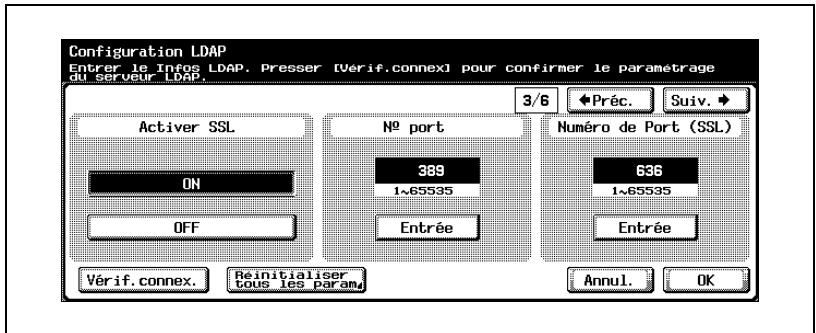 Configuration LDAP
Entrer le Infos LDAP. Presser [Vérif.connex] pour confirmer le paramétrage
du serveur LDAP.
3/6 ←Préc. Suiv. →
Activer SSL
Nº port
Numéro de Port (SSL)
ON
389
636
1~65535
1~65535
OFF
Entrée
Entrée
Vérif.connex.
Réinitialiser
tous les param.
Annul.
OK